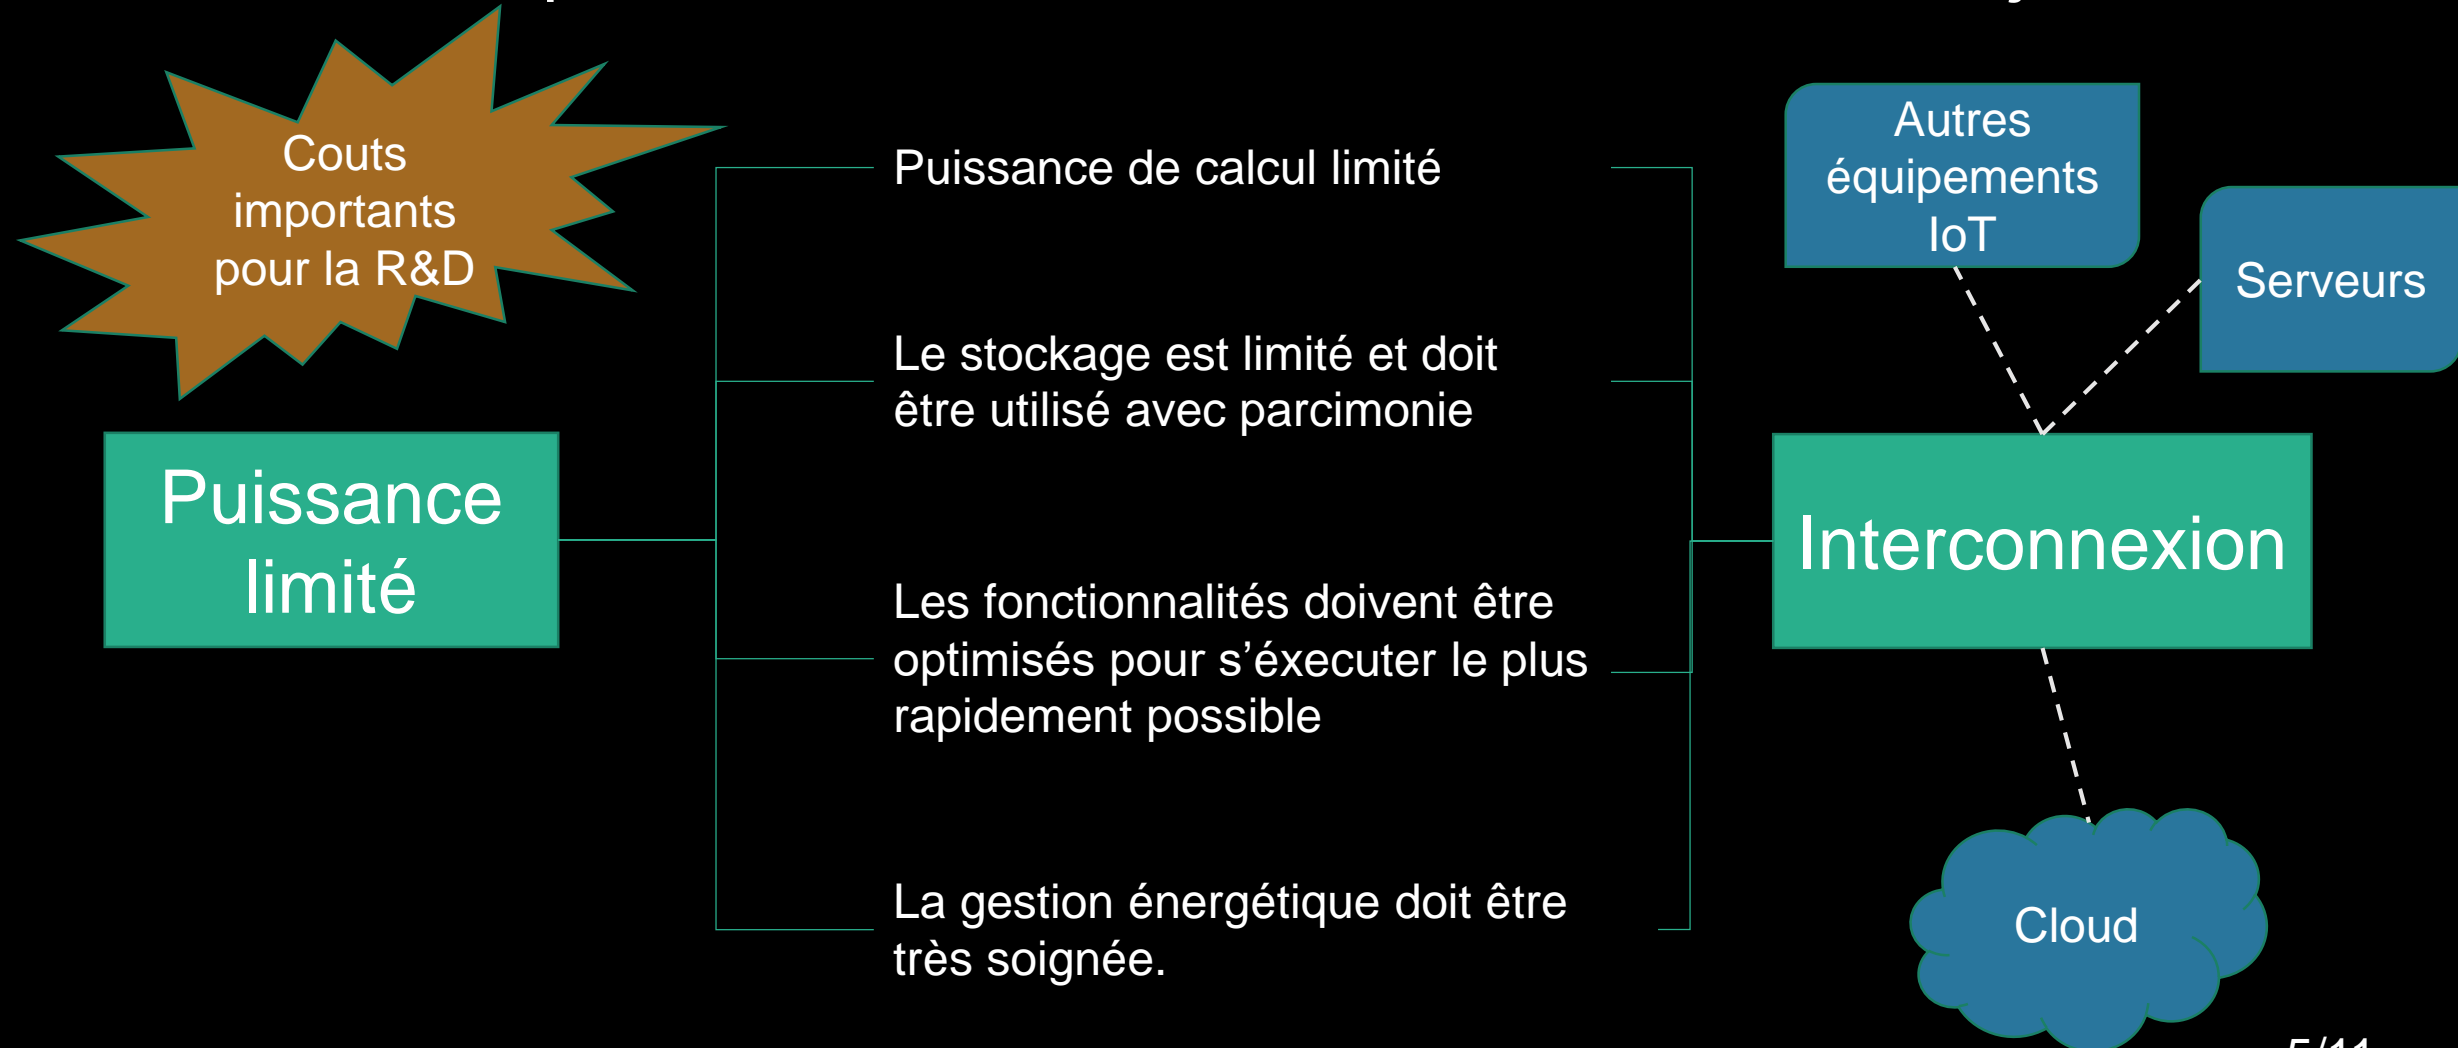 Couts
importants
pour la R&D
Puissance
limité
Puissance de calcul limité
Le stockage est limité et doit
être utilisé avec parcimonie
Les fonctionnalités doivent être
optimisés pour s’éxecuter le plus
rapidement possible
La gestion énergétique doit être
très soignée.
Autres
équipements
IoT
Serveurs
Interconnexion
Cloud
5/11